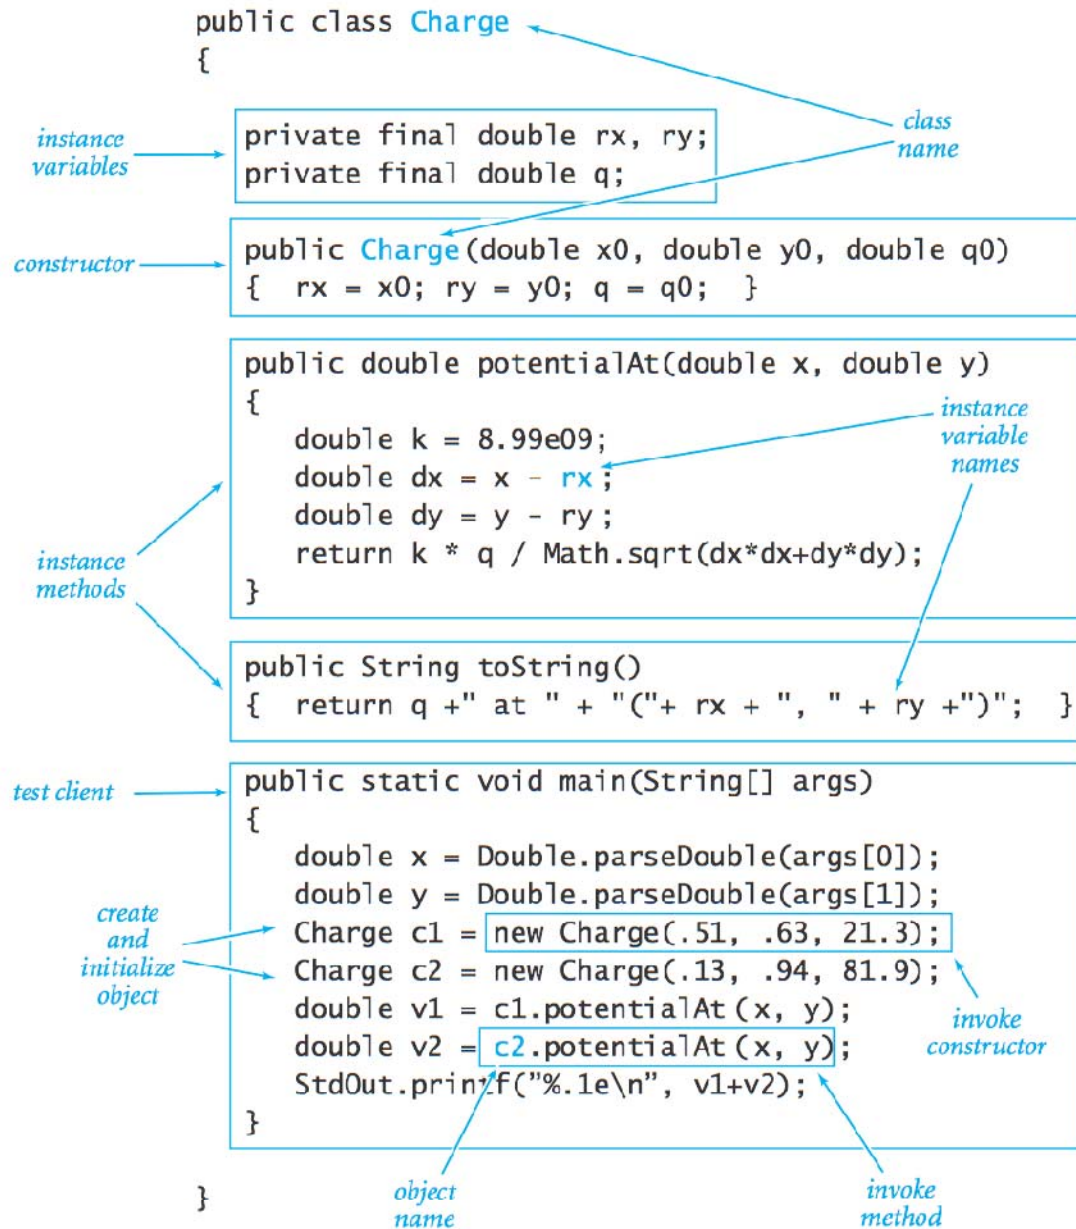 public class Charge
{
class
name
instance
variables
private final double rx, ry;
private final double q;
constructor
public Charge(double x0, double y0, double q0)
{ rx = x0; ry = y0; q = q0; }
instance
methods
public double potentialAt(double x, double y)
{
double k = 8.99e09;
double dx = x - rx;
double dy = y - ry;
return k * q / Math.sqrt(dx*dx+dy*dy);
}
instance
variable
names
public String toString()
{ return q +" at " + "("+ rx + ", " + ry +")"; }
test client
public static void main(String[] args)
{
double x = Double.parseDouble(args[0]);
double y = Double.parseDouble(args[1]);
Charge c1 = new Charge(.51, .63, 21.3);
Charge c2 = new Charge(.13, .94, 81.9);
double v1 = c1.potentialAt(x, y);
double v2 = c2.potentialAt(x, y);
StdOut.printf("%.1e\n", v1+v2);
}
create
and
initialize
object
invoke
constructor
}
object
name
invoke
method